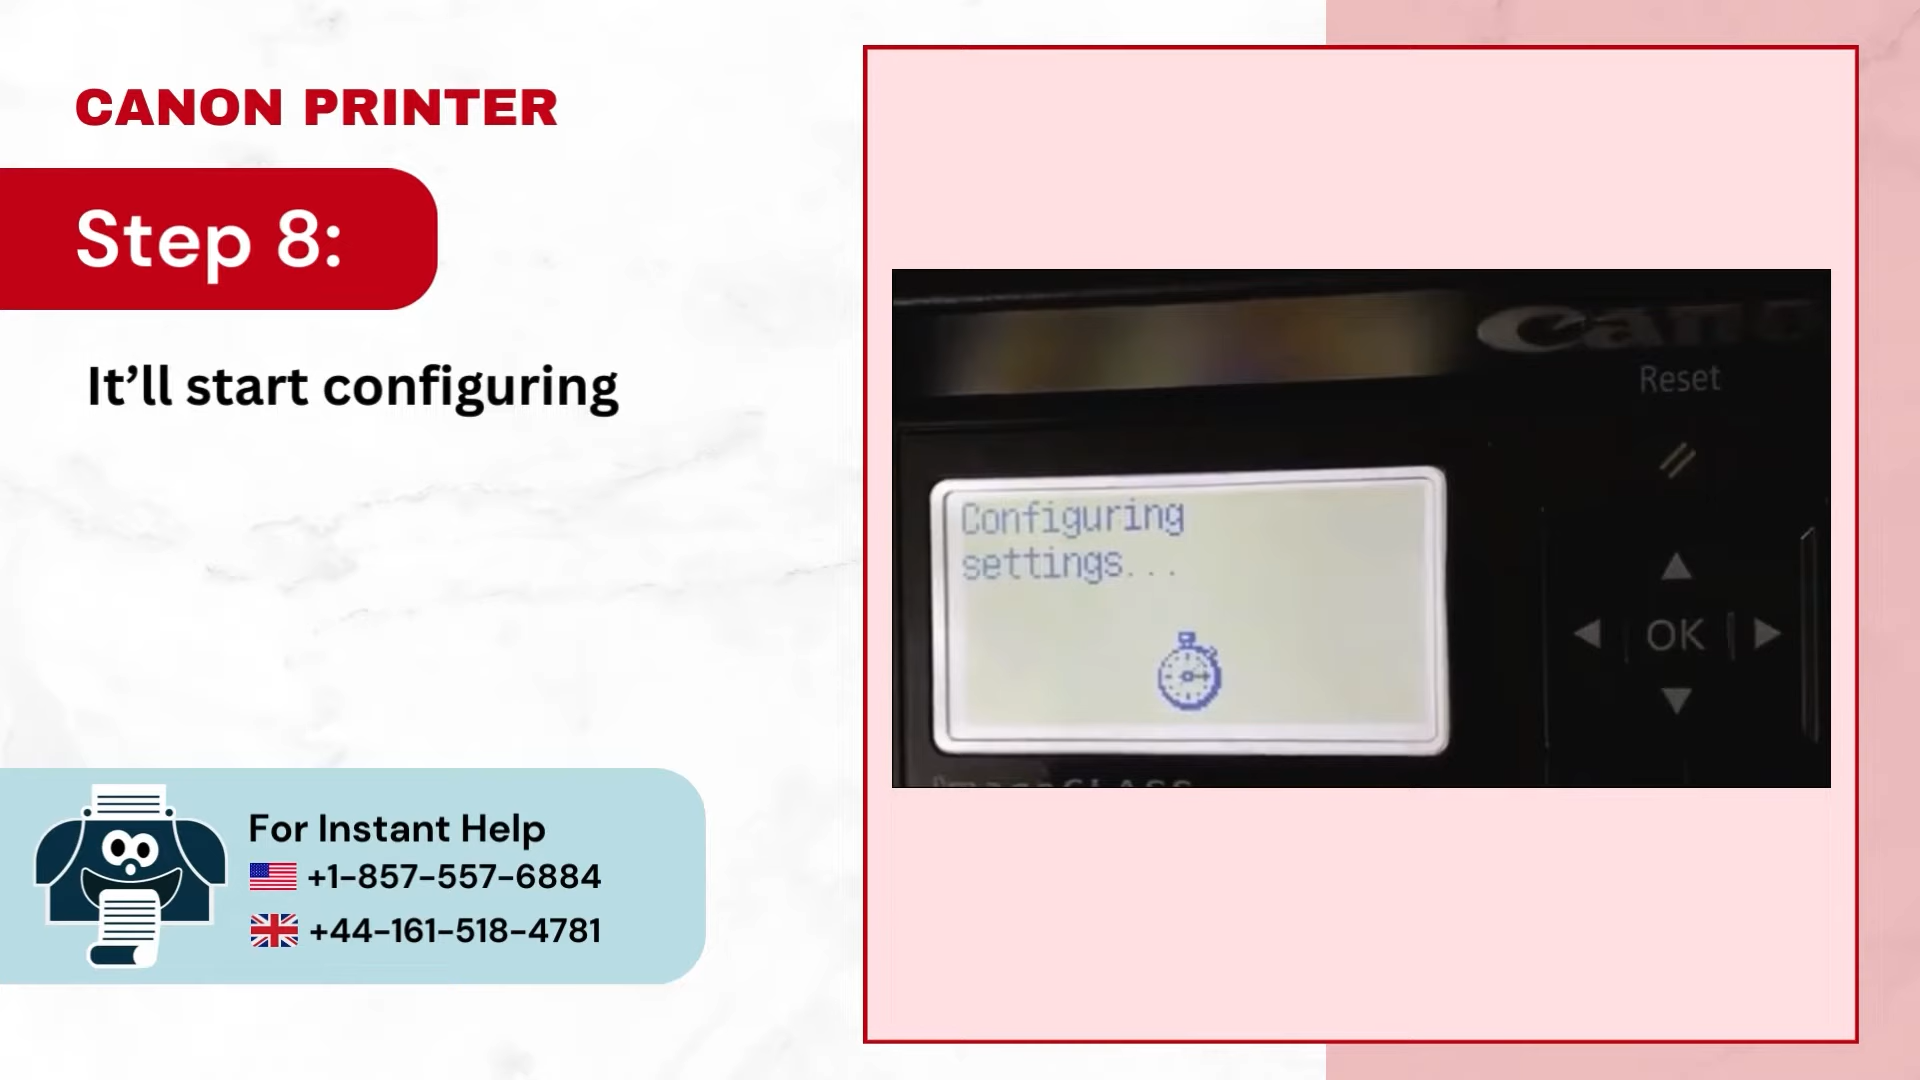 CANON PRINTER
Step 8:
It’ll start configuring
Cano
Reset
Configuring
settings...
OK
For Instant Help
+1-857-557-6884
+44-161-518-4781